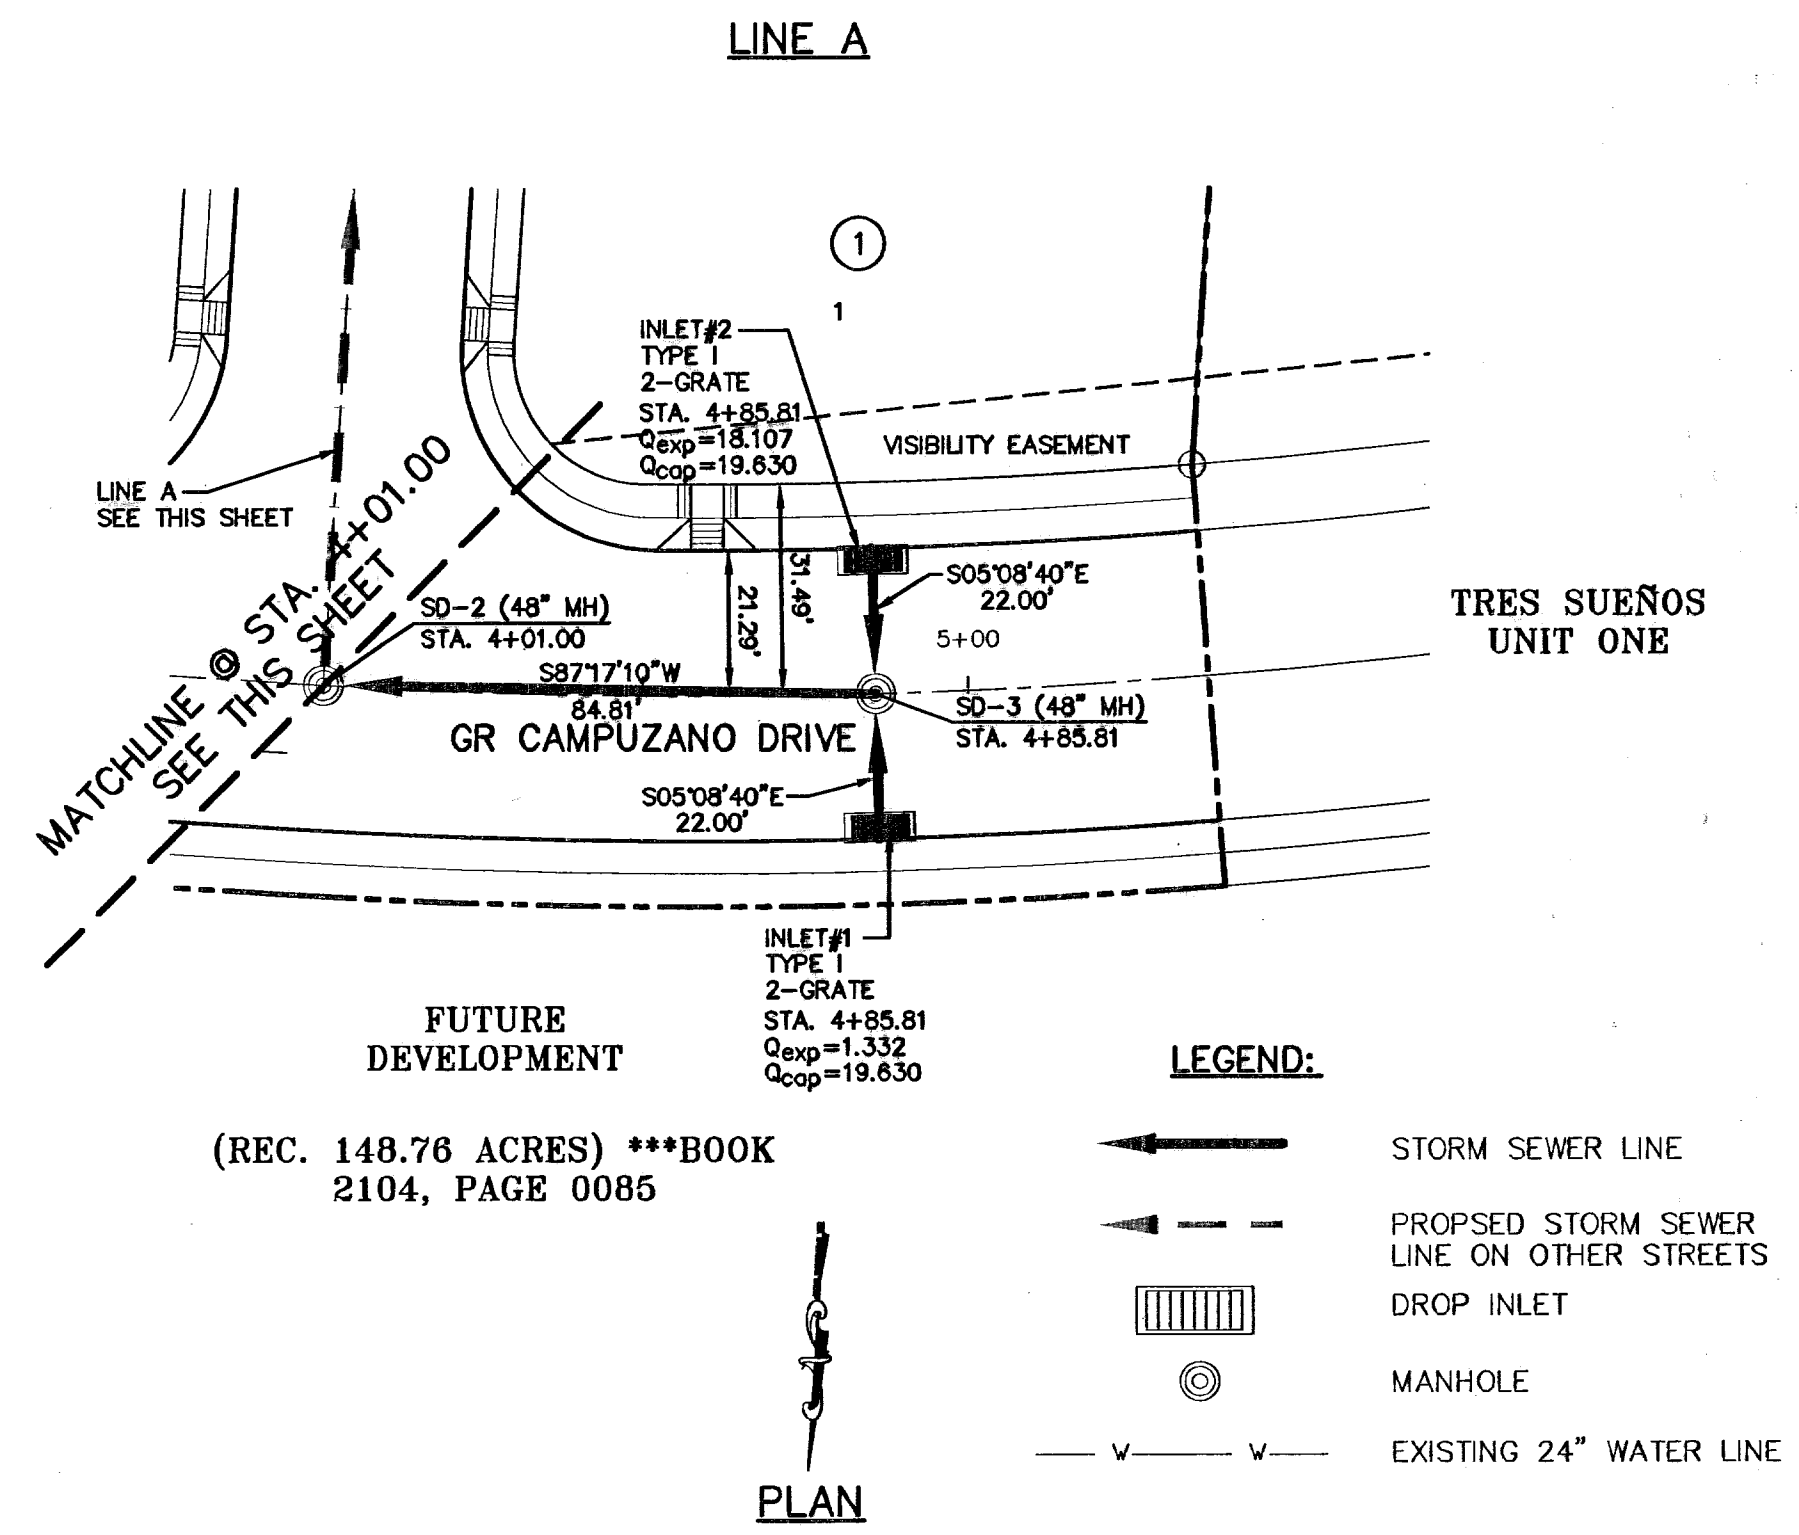 LINE A
1
1
INLET#2
TYPE I
2-GRATE
STA. 4+85.81
Qexp=18.107
Qcap=19.630
VISIBILITY EASEMENT
LINE A
SEE THIS SHEET
MATCHLINE @ STA. 4+01.00
SEE THIS SHEET
SD-2 (48" MH)
STA. 4+01.00
21.29'
31.49'
S05°08'40"E
22.00'
5+00
TRES SUEÑOS
UNIT ONE
S87°17'10"W
84.81'
SD-3 (48" MH)
STA. 4+85.81
GR CAMPUZANO DRIVE
S05°08'40"E
22.00'
INLET#1
TYPE I
2-GRATE
STA. 4+85.81
Qexp=1.332
Qcap=19.630
FUTURE
DEVELOPMENT
(REC. 148.76 ACRES) ***BOOK
2104, PAGE 0085
LEGEND:
STORM SEWER LINE
PROPSED STORM SEWER
LINE ON OTHER STREETS
DROP INLET
MANHOLE
W W
EXISTING 24" WATER LINE
PLAN